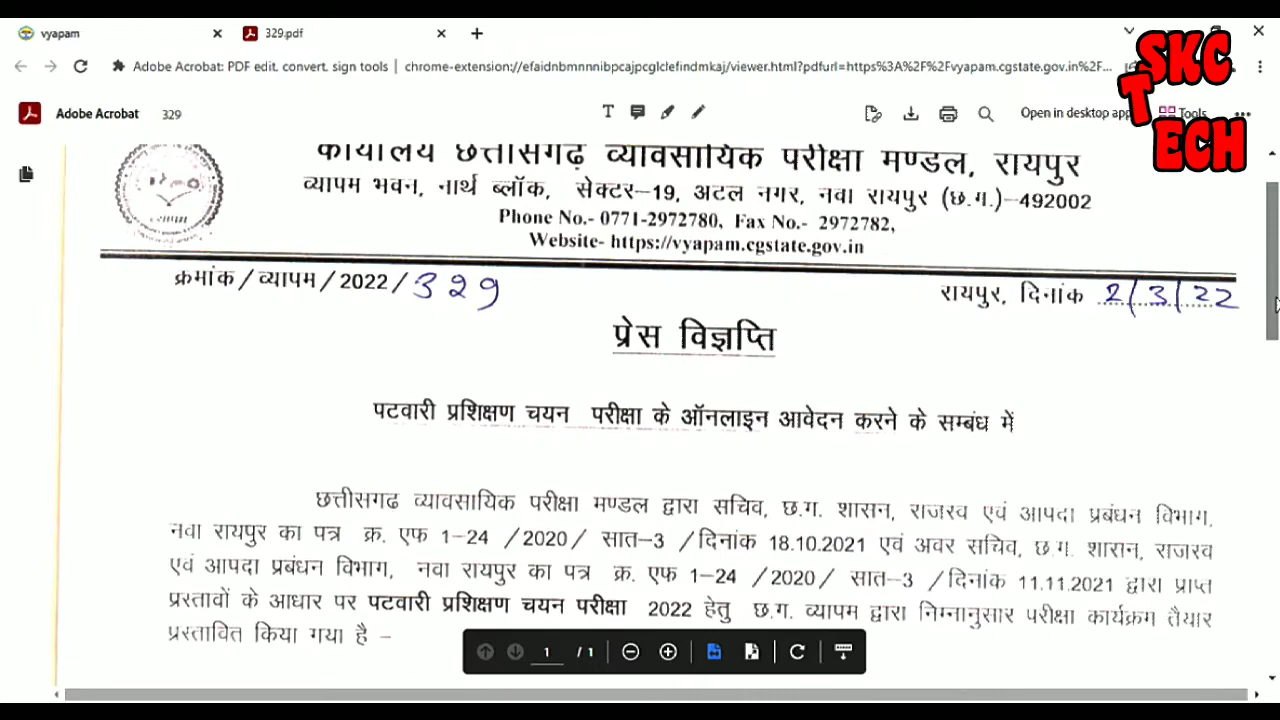 vyapam
329.pdf
Adobe Acrobat: PDF edit, convert, sign tools | chrome-extension://efaidnbmnnnibpcajpcglclefindmkaj/viewer.html?pdfurl=https%3A%2F%2Fvyapam.cgstate.gov.in%2F...
SKC
TECH
Adobe Acrobat 329
Open in desktop app Tools
कार्यालय छत्तीसगढ़ व्यावसायिक परीक्षा मण्डल, रायपुर
व्यापम भवन, नार्थ ब्लॉक, सेक्टर-19, अटल नगर, नवा रायपुर (छ.ग.)-492002
Phone No.- 0771-2972780, Fax No.- 2972782,
Website- https://vyapam.cgstate.gov.in
क्रमांक/व्यापम/2022/329
रायपुर, दिनांक 2/3/22
प्रेस विज्ञप्ति
पटवारी प्रशिक्षण चयन परीक्षा के ऑनलाइन आवेदन करने के सम्बंध में
छत्तीसगढ व्यावसायिक परीक्षा मण्डल द्वारा सचिव, छ.ग. शासन, राजस्व एवं आपदा प्रबंधन विभाग,
नवा रायपुर का पत्र क्र. एफ 1-24 /2020/ सात-3 /दिनांक 18.10.2021 एवं अवर सचिव, छ.ग. शासन, राजस्व
एवं आपदा प्रबंधन विभाग, नवा रायपुर का पत्र क्र. एफ 1-24 /2020/ सात-3 /दिनांक 11.11.2021 द्वारा प्राप्त
प्रस्तावों के आधार पर पटवारी प्रशिक्षण चयन परीक्षा 2022 हेतु छ.ग. व्यापम द्वारा निम्नानुसार परीक्षा कार्यक्रम तैयार
प्रस्तावित किया गया है -
1 / 1